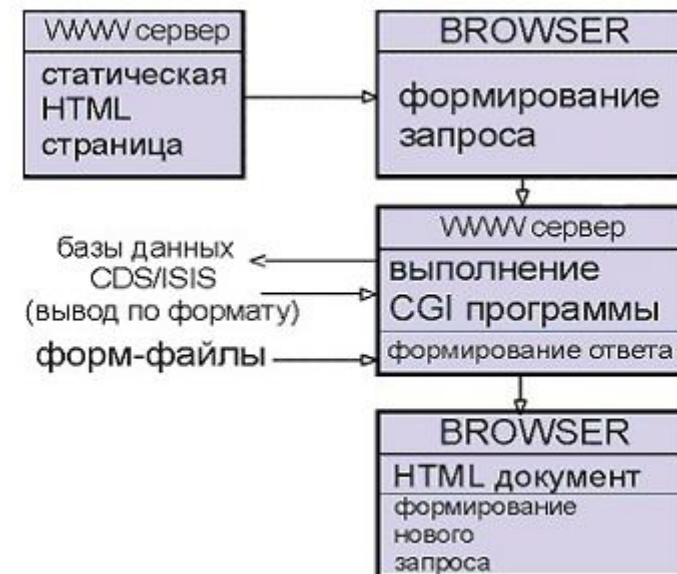 WWW сервер
статическая
HTML
страница
BROWSER
формирование
запроса
базы данных
CDS/ISIS
(вывод по формату)
форм-файлы
WWW сервер
выполнение
CGI программы
формирование ответа
BROWSER
HTML документ
формирование
нового
запроса